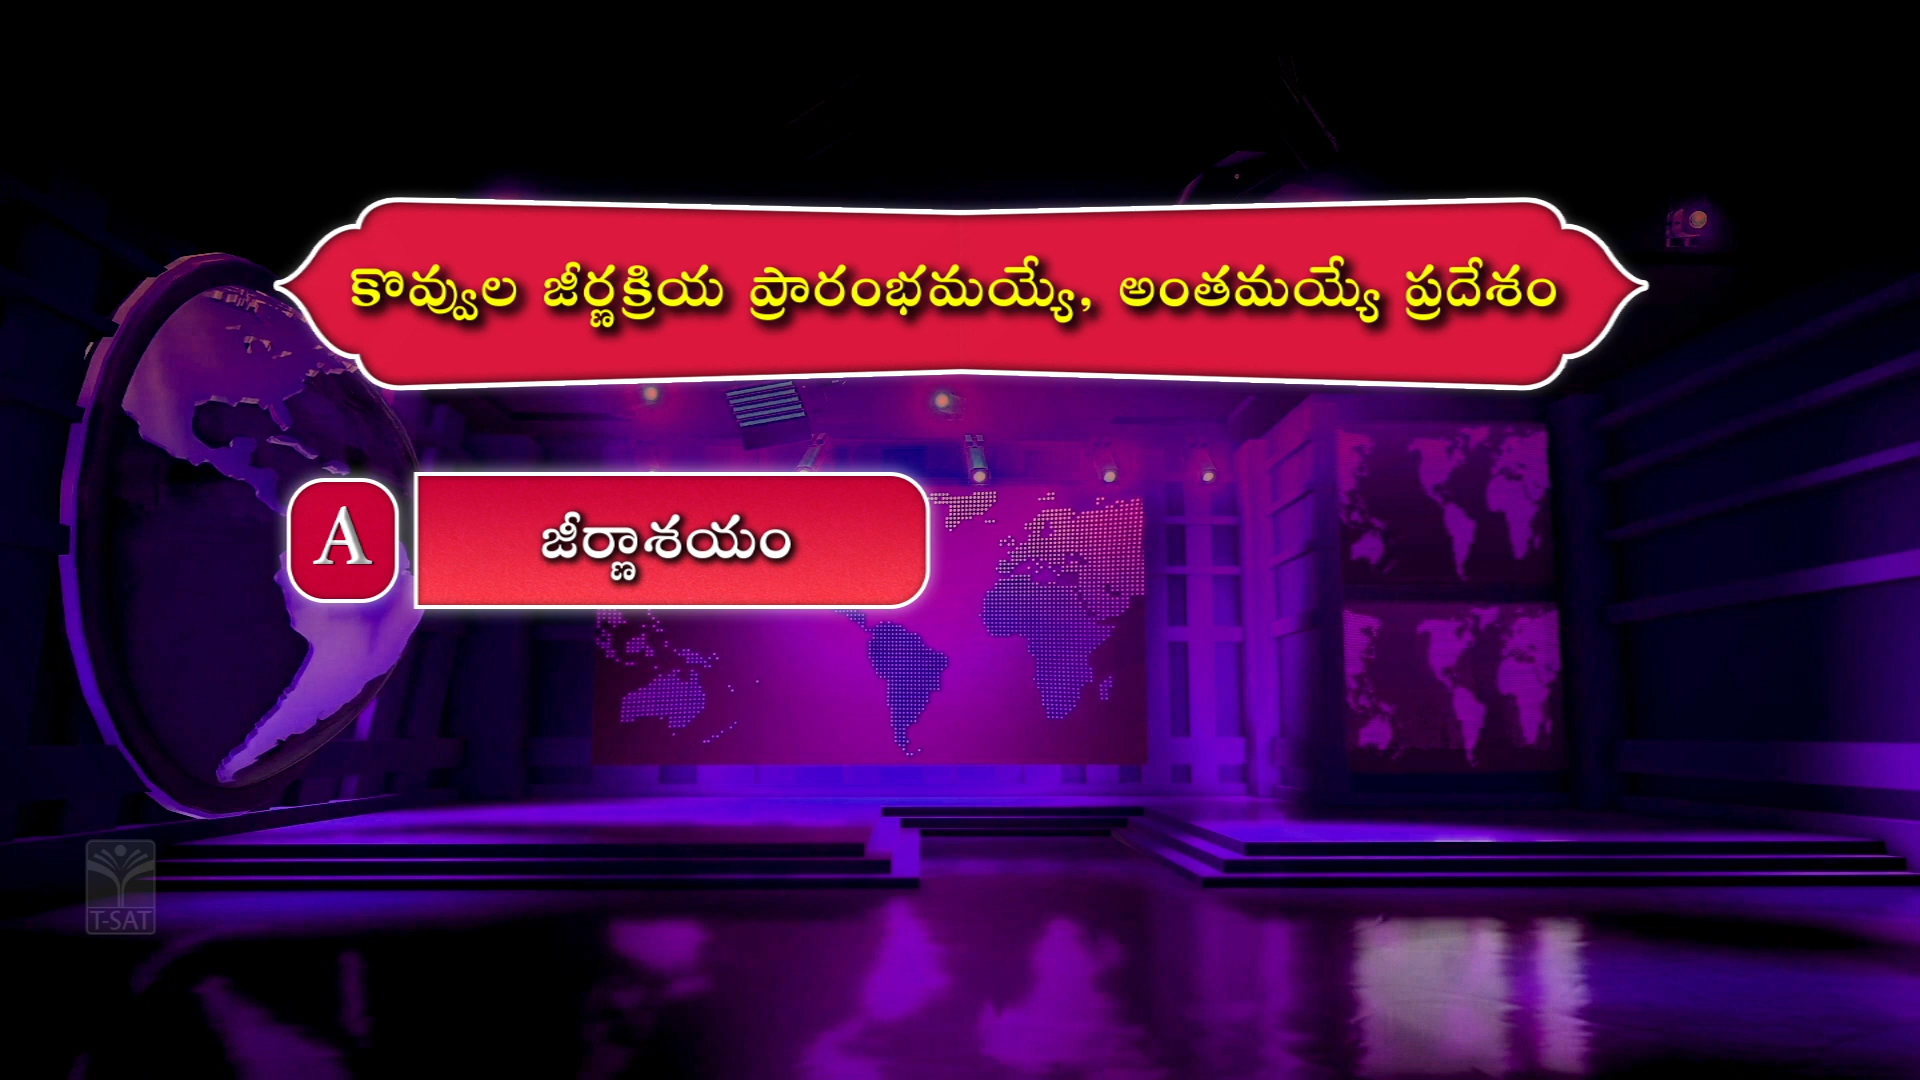 కొవ్వుల జీర్ణక్రియ ప్రారంభమయ్యే, అంతమయ్యే ప్రదేశం
A జీర్ణాశయం
T-SAT